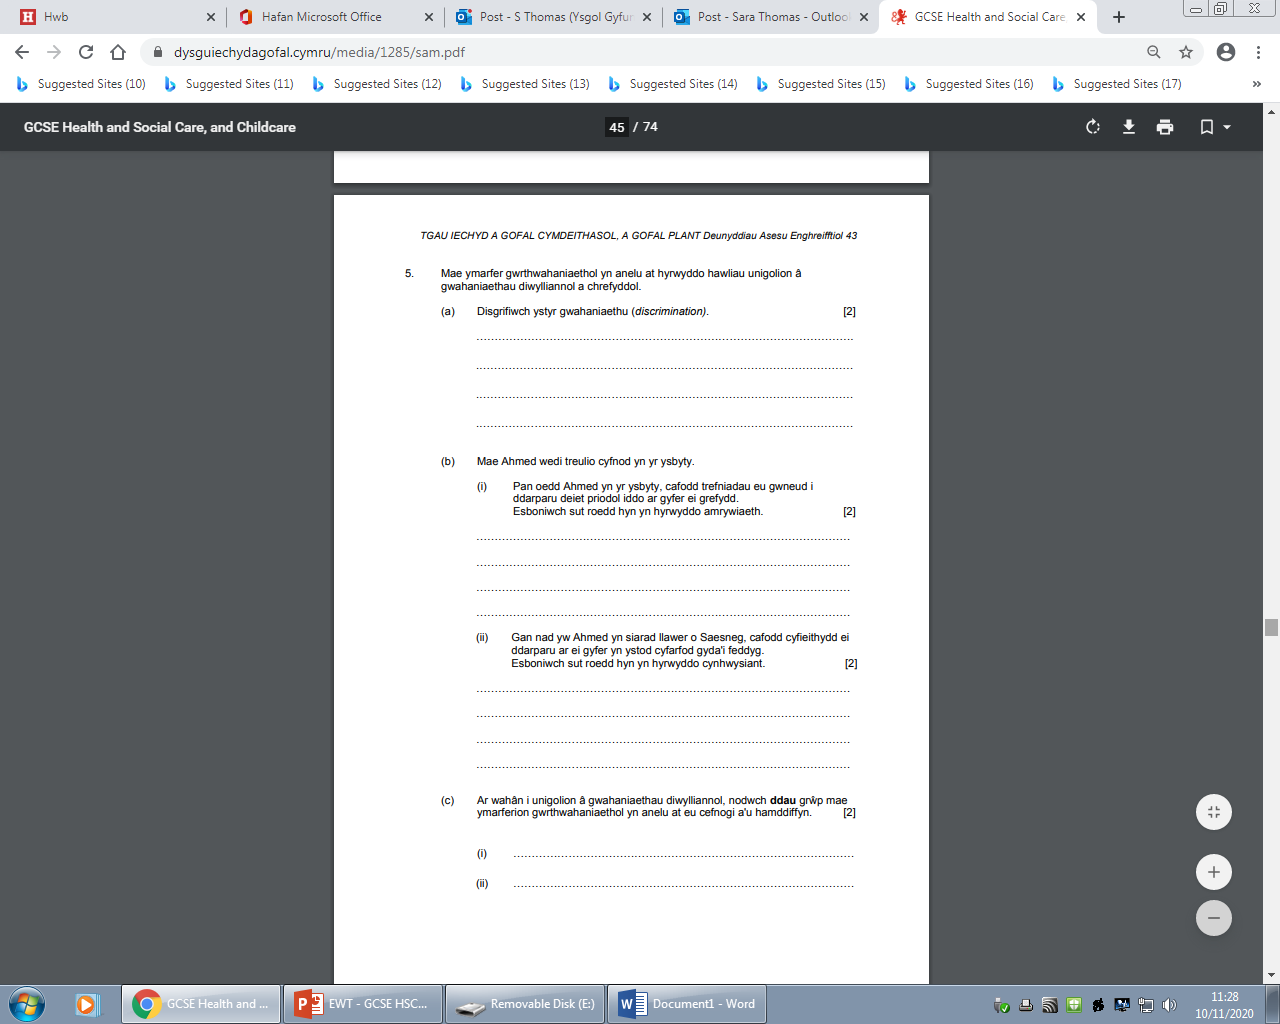 Hwb
Hafan Microsoft Office
Post - S Thomas (Ysgol Gyfun
Post - Sara Thomas - Outlook
GCSE Health and Social Care,
dysguiechydagofal.cymru/media/1285/sam.pdf
Suggested Sites (10)
Suggested Sites (11)
Suggested Sites (12)
Suggested Sites (13)
Suggested Sites (14)
Suggested Sites (15)
Suggested Sites (16)
Suggested Sites (17)
GCSE Health and Social Care, and Childcare
45 / 74
TGAU IECHYD A GOFAL CYMDEITHASOL, A GOFAL PLANT Deunyddiau Asesu Enghreifftiol 43
5. Mae ymarfer gwrthwahaniaethol yn anelu at hyrwyddo hawliau unigolion â
gwahaniaethau diwylliannol a chrefyddol.
(a) Disgrifiwch ystyr gwahaniaethu (discrimination). [2]
(b) Mae Ahmed wedi treulio cyfnod yn yr ysbyty.
(i) Pan oedd Ahmed yn yr ysbyty, cafodd trefniadau eu gwneud i
ddarparu deiet priodol iddo ar gyfer ei grefydd.
Esboniwch sut roedd hyn yn hyrwyddo amrywiaeth. [2]
(ii) Gan nad yw Ahmed yn siarad llawer o Saesneg, cafodd cyfieithydd ei
ddarparu ar ei gyfer yn ystod cyfarfod gyda'i feddyg.
Esboniwch sut roedd hyn yn hyrwyddo cynhwysiant. [2]
(c) Ar wahân i unigolion â gwahaniaethau diwylliannol, nodwch ddau grŵp mae
ymarferion gwrthwahaniaethol yn anelu at eu cefnogi a'u hamddiffyn. [2]
(i)
(ii)
GCSE Health and ...
EWT - GCSE HSC...
Removable Disk (E:)
Document1 - Word
11:28
10/11/2020